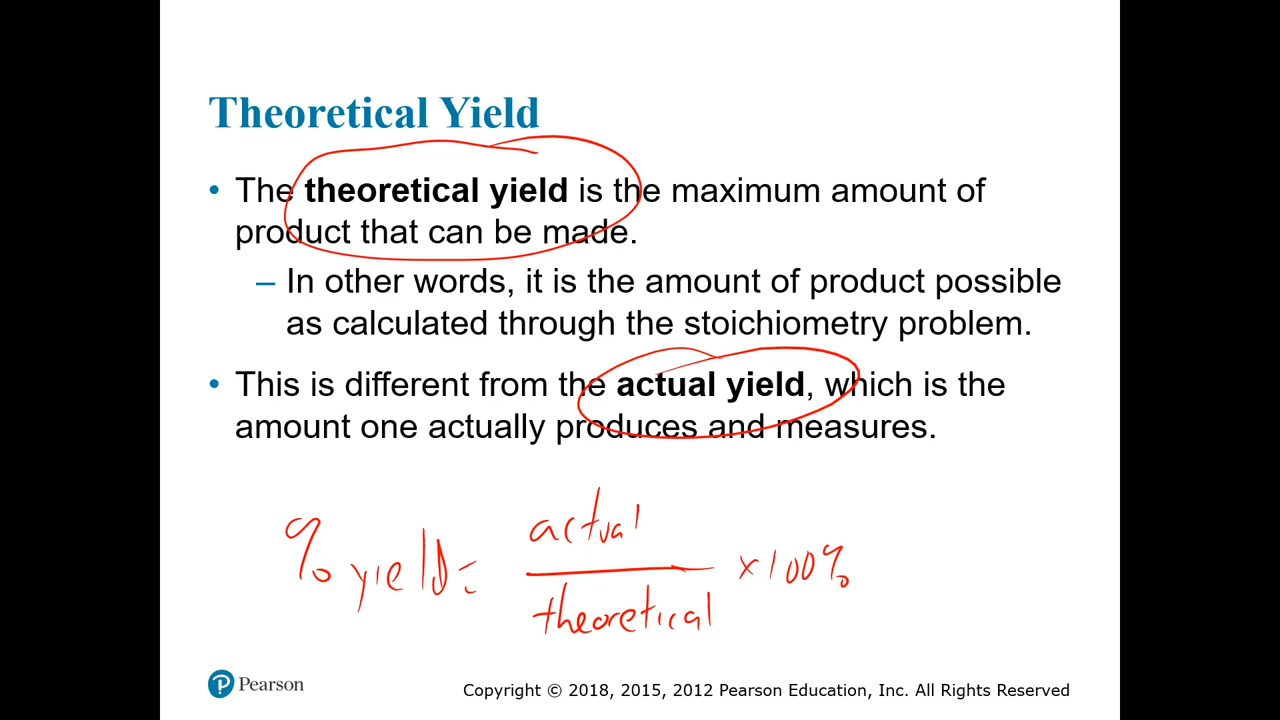 Theoretical Yield
• The theoretical yield is the maximum amount of
product that can be made.
– In other words, it is the amount of product possible
as calculated through the stoichiometry problem.
• This is different from the actual yield, which is the
amount one actually produces and measures.
% yield = actual
theoretical
×100%
Pearson
Copyright © 2018, 2015, 2012 Pearson Education, Inc. All Rights Reserved